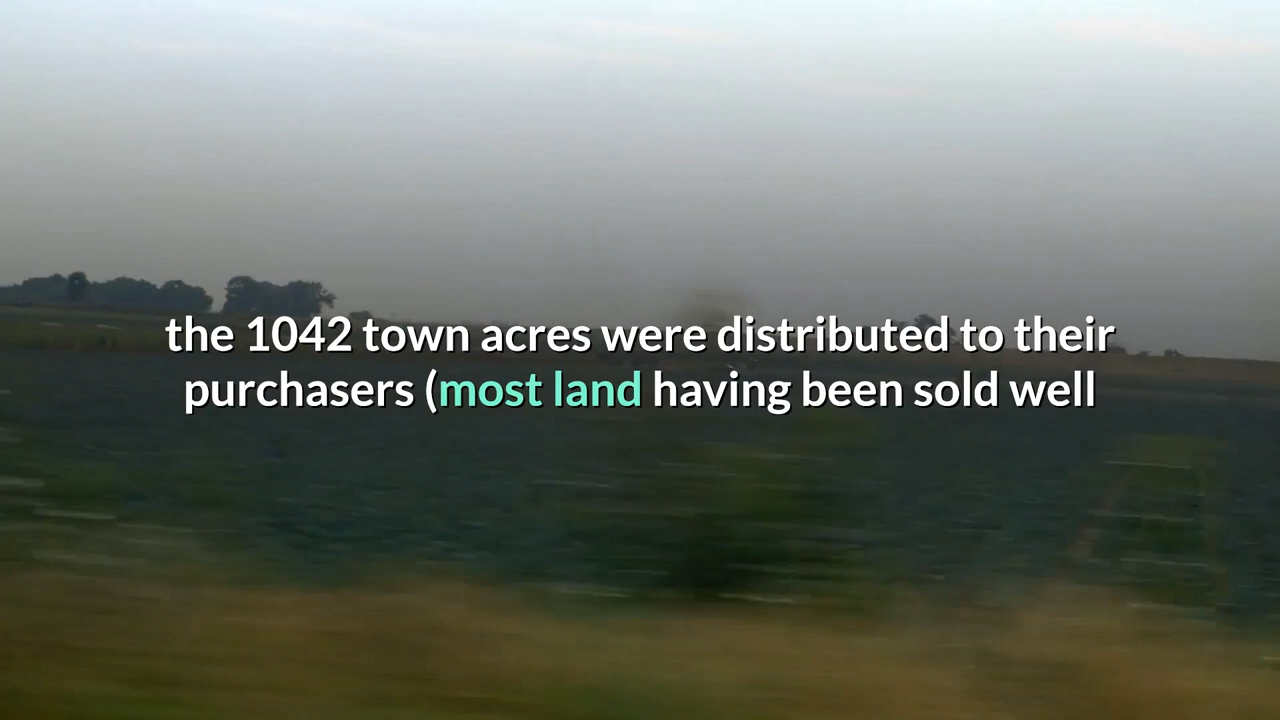 the 1042 town acres were distributed to their
purchasers (most land having been sold well